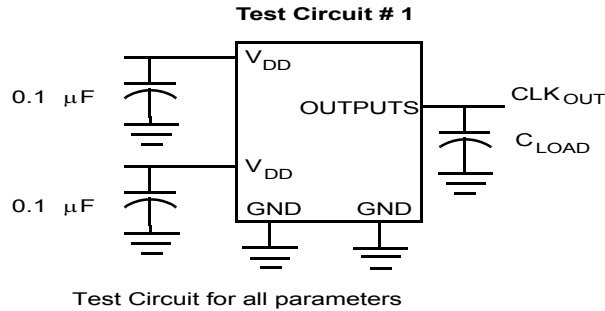 Test Circuit # 1
V_DD
0.1 μF
OUTPUTS
CLK_OUT
C_LOAD
V_DD
0.1 μF
GND GND
Test Circuit for all parameters